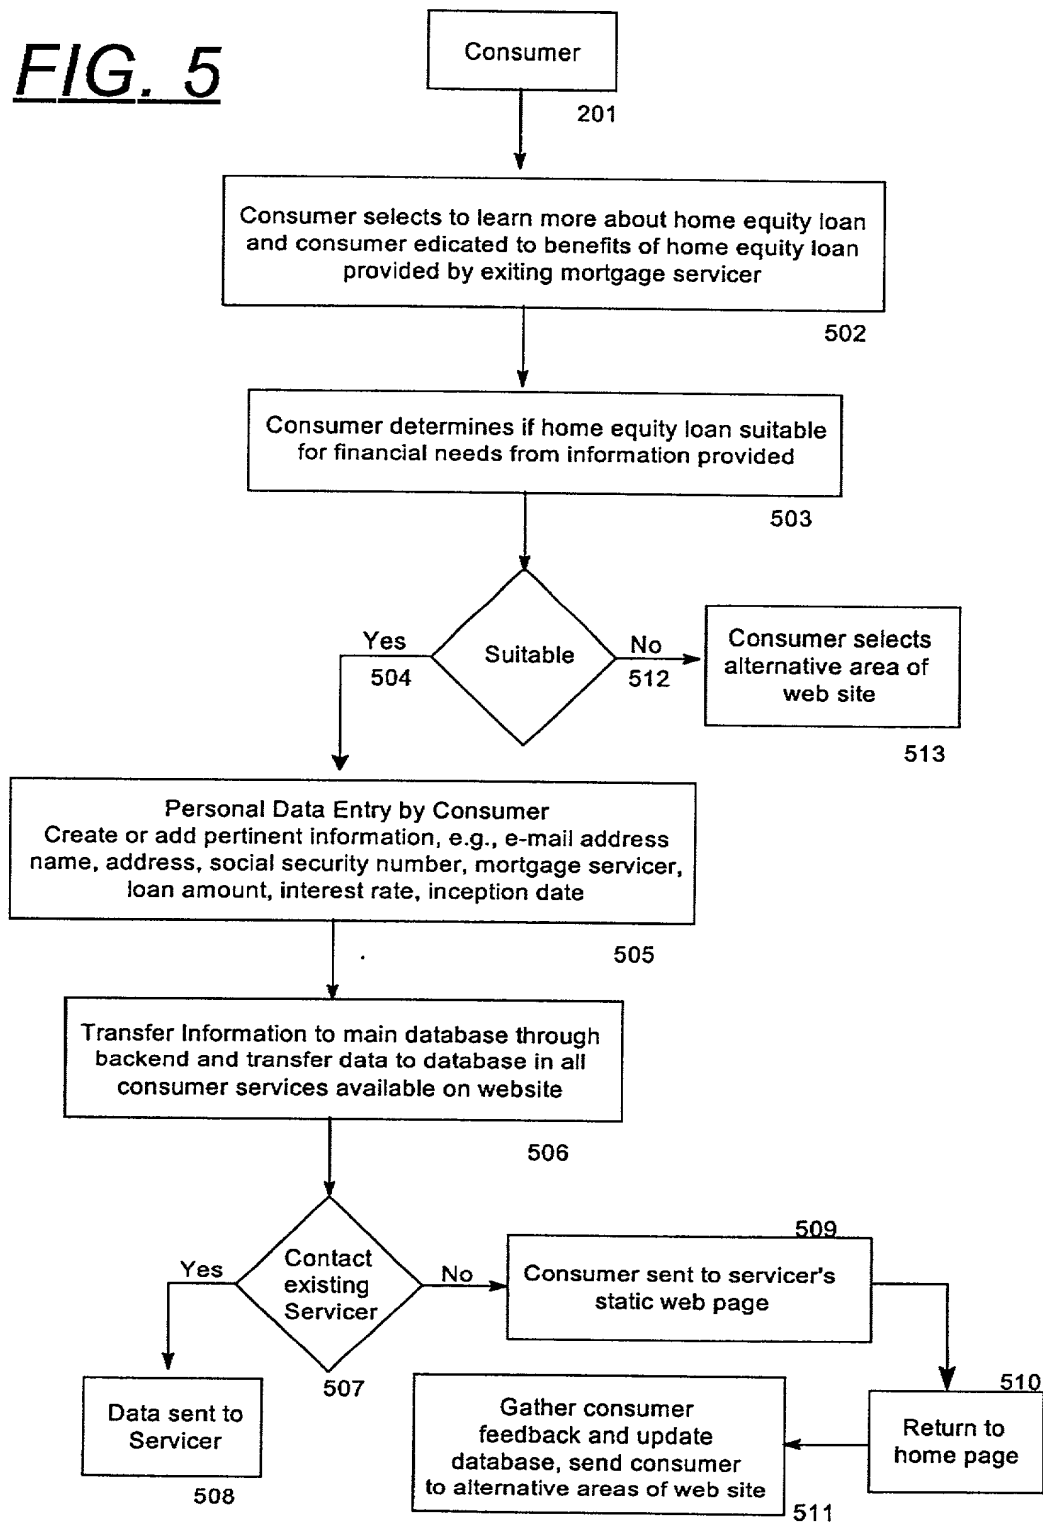 FIG. 5
Consumer
201
Consumer selects to learn more about home equity loan
and consumer edicated to benefits of home equity loan
provided by exiting mortgage servicer
502
Consumer determines if home equity loan suitable
for financial needs from information provided
503
Suitable
Yes
504
No
512
Consumer selects
alternative area of
web site
513
Personal Data Entry by Consumer
Create or add pertinent information, e.g., e-mail address
name, address, social security number, mortgage servicer,
loan amount, interest rate, inception date
505
Transfer Information to main database through
backend and transfer data to database in all
consumer services available on website
506
Contact
existing
Servicer
507
Yes
Data sent to
Servicer
508
No
509
Consumer sent to servicer's
static web page
510
Return to
home page
Gather consumer
feedback and update
database, send consumer
to alternative areas of web site
511